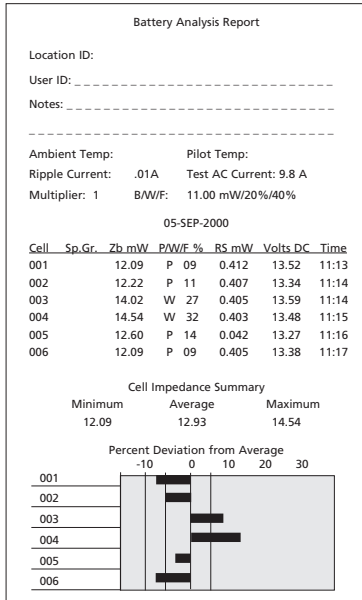 Battery Analysis Report
Location ID:
User ID: _ _ _ _ _ _ _ _ _ _ _ _ _ _ _ _ _ _ _ _ _ _ _ _ _ _ _ _ _ _
Notes: _ _ _ _ _ _ _ _ _ _ _ _ _ _ _ _ _ _ _ _ _ _ _ _ _ _ _ _ _ _ _
_ _ _ _ _ _ _ _ _ _ _ _ _ _ _ _ _ _ _ _ _ _ _ _ _ _ _ _ _ _ _ _ _ _ _
Ambient Temp: Pilot Temp:
Ripple Current: .01A Test AC Current: 9.8 A
Multiplier: 1 B/W/F: 11.00 mW/20%/40%
05-SEP-2000
Cell Sp.Gr. Zb mW P/W/F % RS mW Volts DC Time
001 12.09 P 09 0.412 13.52 11:13
002 12.22 P 11 0.407 13.34 11:14
003 14.02 W 27 0.405 13.59 11:14
004 14.54 W 32 0.403 13.48 11:15
005 12.60 P 14 0.042 13.27 11:16
006 12.09 P 09 0.405 13.38 11:17
Cell Impedance Summary
Minimum Average Maximum
12.09 12.93 14.54
Percent Deviation from Average
-10 0 10 20 30
001
002
003
004
005
006